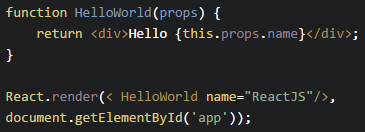 function HelloWorld(props) {
    return <div>Hello {this.props.name}</div>;
}

React.render(< HelloWorld name="ReactJS"/>,
document.getElementById('app'));